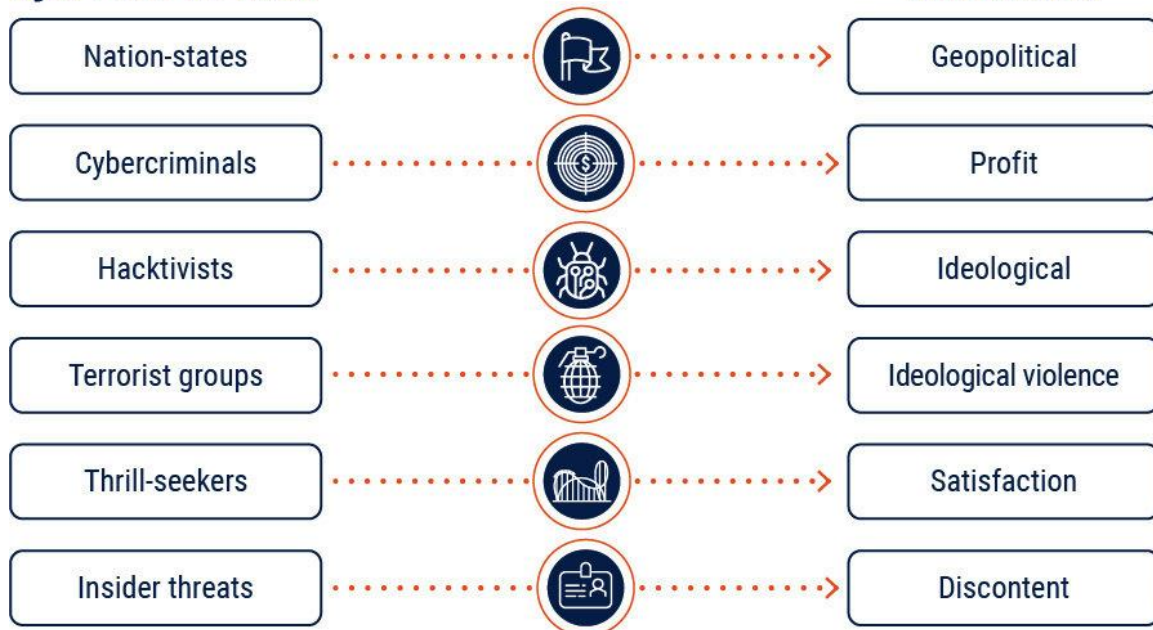 Nation-states
Geopolitical
Cybercriminals
$
Profit
Hacktivists
Ideological
Terrorist groups
Ideological violence
Thrill-seekers
Satisfaction
Insider threats
Discontent